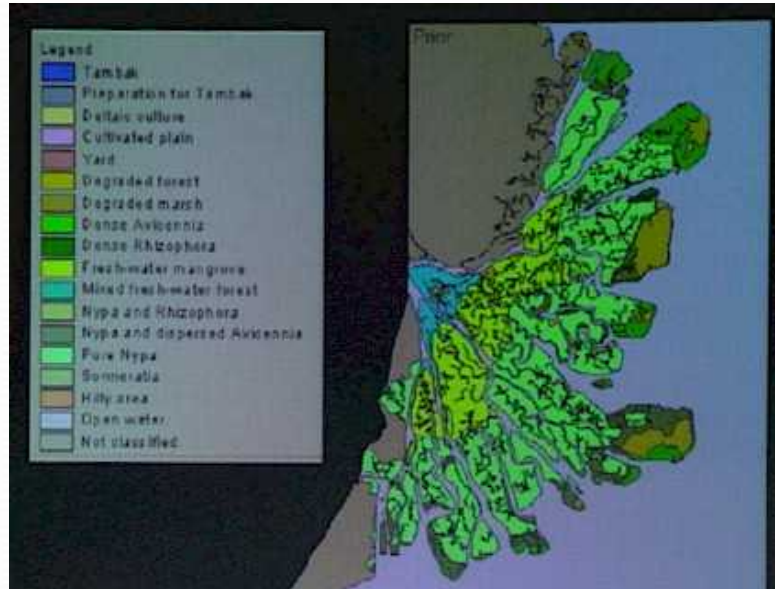 Legend
Tambak
Preparation for Tambak
Deltaic culture
Cultivated plain
Yard
Degraded forest
Degraded marsh
Dense Avicennia
Dense Rhizophora
Fresh-water mangrove
Mixed fresh-water forest
Nypa and Rhizophora
Nypa and dispersed Avicennia
Pure Nypa
Sonneratia
Hilly area
Open water
Not classified
Prior